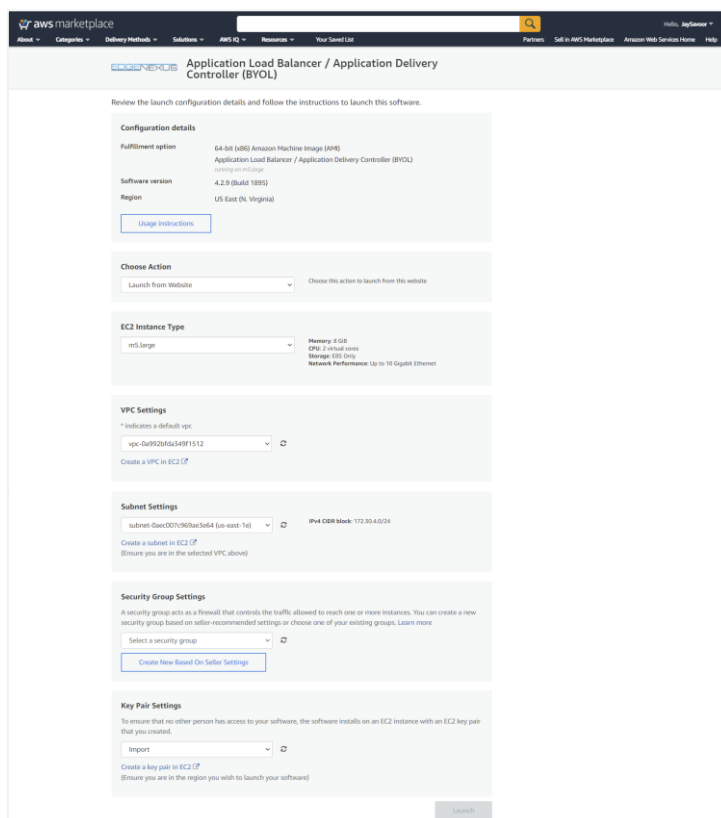 aws marketplace
Hello, JaySavoor
About
Categories
Delivery Methods
Solutions
AWS IQ
Resources
Your Saved List
Partners
Sell in AWS Marketplace
Amazon Web Services Home
Help
EDGENEXUS
Application Load Balancer / Application Delivery
Controller (BYOL)
Review the launch configuration details and follow the instructions to launch this software.
Configuration details
Fulfillment option
64-bit (x86) Amazon Machine Image (AMI)
Application Load Balancer / Application Delivery Controller (BYOL)
running on m5.large
Software version
4.2.9 (Build 1895)
Region
US East (N. Virginia)
Usage Instructions
Choose Action
Launch from Website
Choose this action to launch from this website
EC2 Instance Type
m5.large
Memory: 8 GiB
CPU: 2 virtual cores
Storage: EBS Only
Network Performance: Up to 10 Gigabit Ethernet
VPC Settings
* indicates a default vpc
vpc-0a992bfda349f1512
Create a VPC in EC2
Subnet Settings
subnet-0aec007c969ae3e64 (us-east-1e)
IPv4 CIDR block: 172.30.4.0/24
Create a subnet in EC2
(Ensure you are in the selected VPC above)
Security Group Settings
A security group acts as a firewall that controls the traffic allowed to reach one or more instances. You can create a new
security group based on seller-recommended settings or choose one of your existing groups. Learn more
Select a security group
Create New Based On Seller Settings
Key Pair Settings
To ensure that no other person has access to your software, the software installs on an EC2 instance with an EC2 key pair
that you created.
Import
Create a key pair in EC2
(Ensure you are in the region you wish to launch your software)
Launch